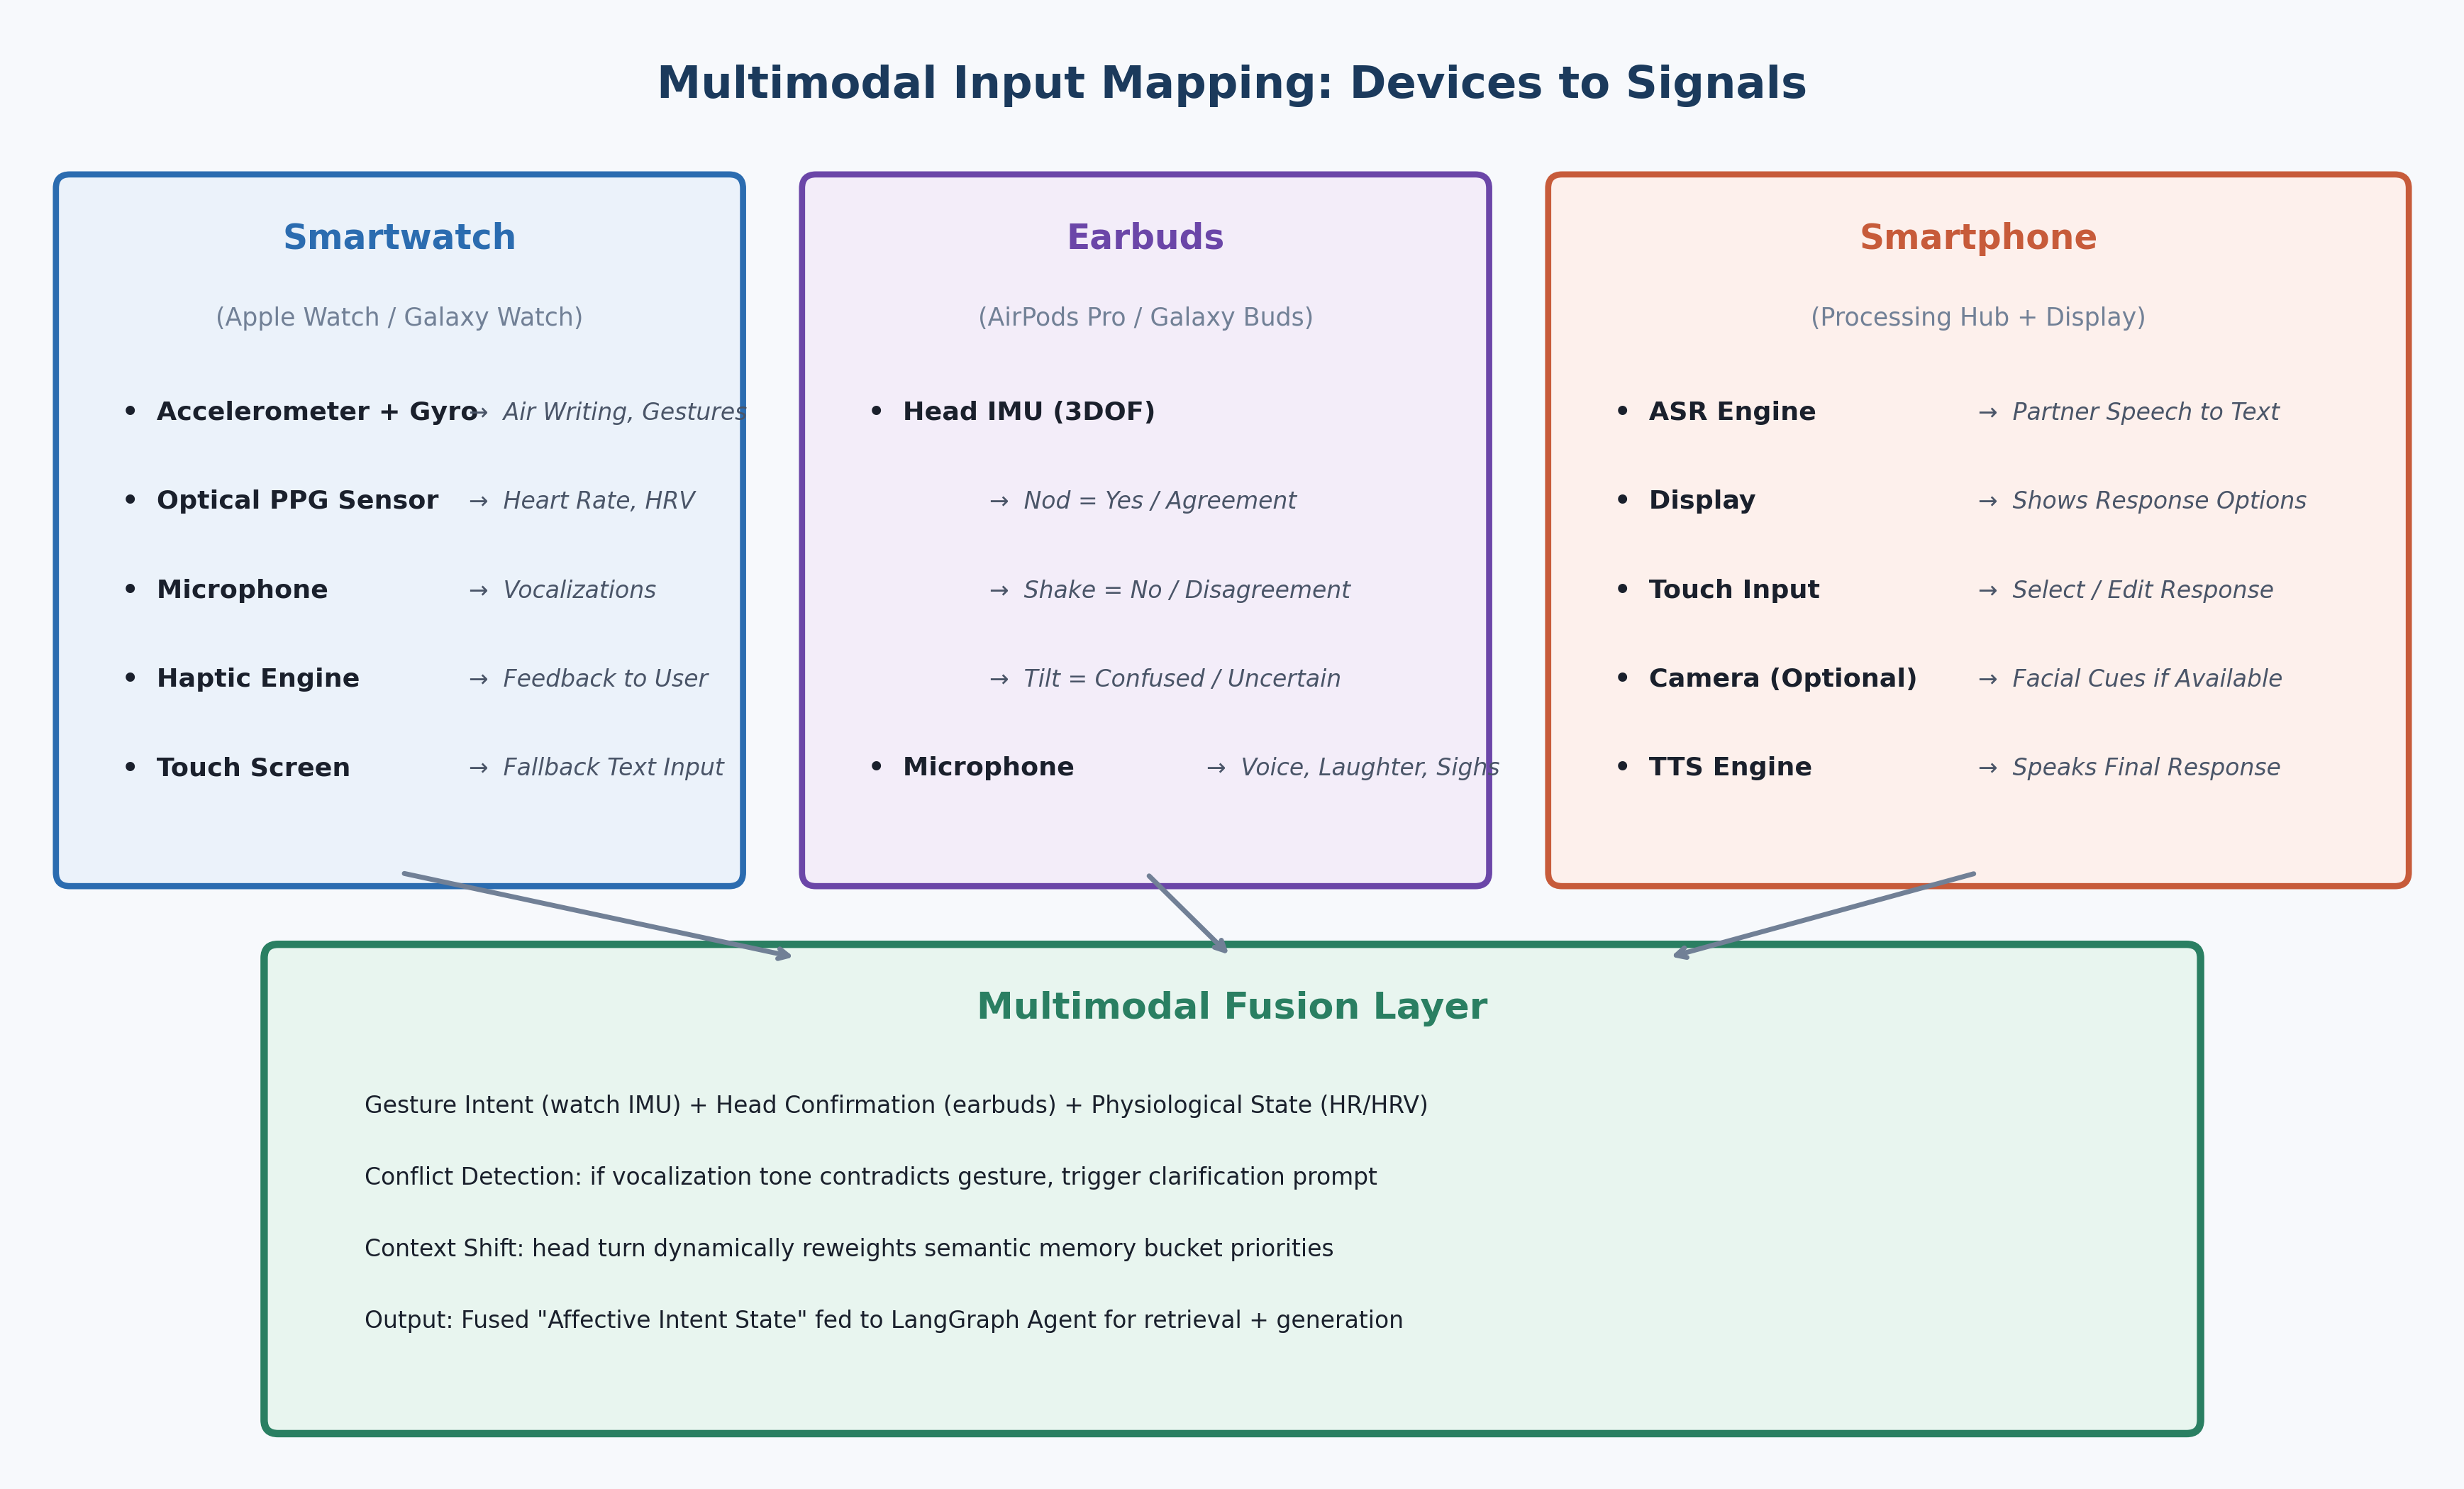 Multimodal Input Mapping: Devices to Signals
Smartwatch
(Apple Watch / Galaxy Watch)
• Accelerometer + Gyro → Air Writing, Gestures
• Optical PPG Sensor → Heart Rate, HRV
• Microphone → Vocalizations
• Haptic Engine → Feedback to User
• Touch Screen → Fallback Text Input
Earbuds
(AirPods Pro / Galaxy Buds)
• Head IMU (3DOF)
→ Nod = Yes / Agreement
→ Shake = No / Disagreement
→ Tilt = Confused / Uncertain
• Microphone → Voice, Laughter, Sighs
Smartphone
(Processing Hub + Display)
• ASR Engine → Partner Speech to Text
• Display → Shows Response Options
• Touch Input → Select / Edit Response
• Camera (Optional) → Facial Cues if Available
• TTS Engine → Speaks Final Response
Multimodal Fusion Layer
Gesture Intent (watch IMU) + Head Confirmation (earbuds) + Physiological State (HR/HRV)
Conflict Detection: if vocalization tone contradicts gesture, trigger clarification prompt
Context Shift: head turn dynamically reweights semantic memory bucket priorities
Output: Fused "Affective Intent State" fed to LangGraph Agent for retrieval + generation